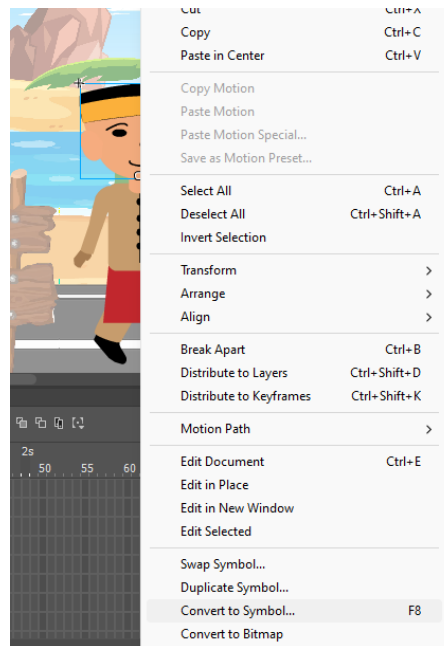 Cut Ctrl+X
Copy Ctrl+C
Paste in Center Ctrl+V
Copy Motion
Paste Motion
Paste Motion Special...
Save as Motion Preset...
Select All Ctrl+A
Deselect All Ctrl+Shift+A
Invert Selection
Transform
Arrange
Align
Break Apart Ctrl+B
Distribute to Layers Ctrl+Shift+D
Distribute to Keyframes Ctrl+Shift+K
Motion Path
2s
50 55 60
Edit Document Ctrl+E
Edit in Place
Edit in New Window
Edit Selected
Swap Symbol...
Duplicate Symbol...
Convert to Symbol... F8
Convert to Bitmap